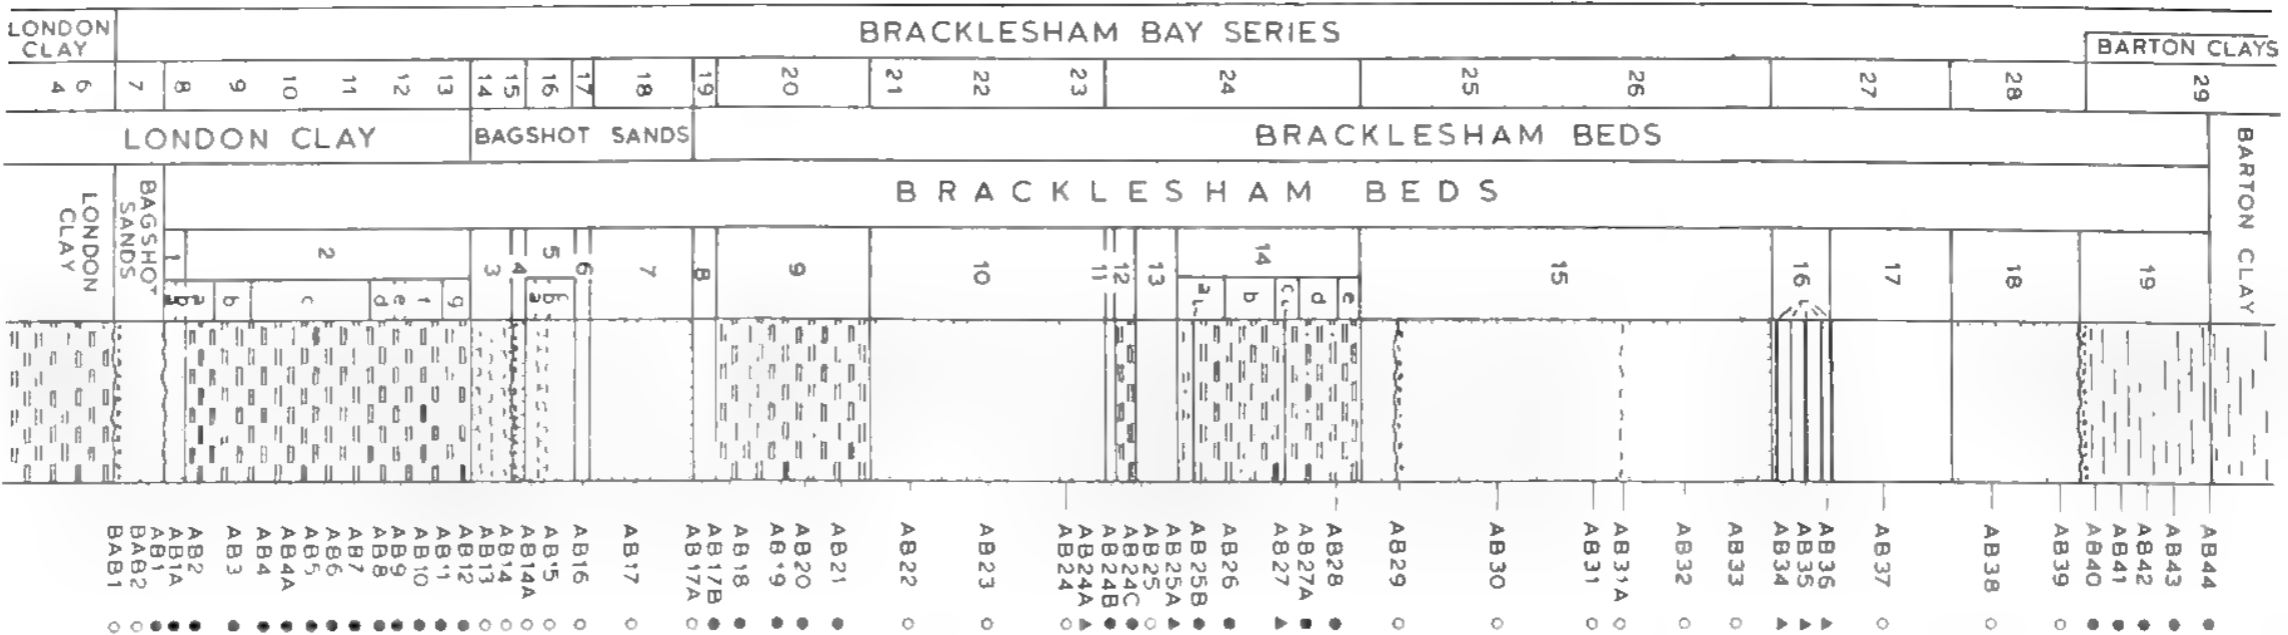 LONDON CLAY
BRACKLESHAM BAY SERIES
BARTON CLAYS
4 6 7 8 9 10 11 12 13 14 15 16 17 18 19 20 21 22 23 24 25 26 27 28 29
LONDON CLAY
BAGSHOT SANDS
BRACKLESHAM BEDS
BARTON CLAY
LONDON CLAY
BAGSHOT SANDS
BRACKLESHAM BEDS
1 2 3 4 5 6 7 8 9 10 11 12 13 14 15 16 17 18 19
a b c d e f g
a b
a b c d e
BAB1
BAB2
AB1
AB1A
AB2
AB3
AB4
AB4A
AB5
AB6
AB7
AB8
AB9
AB10
AB11
AB12
AB13
AB14
AB14A
AB15
AB16
AB17
AB17A
AB17B
AB18
AB19
AB20
AB21
AB22
AB23
AB24
AB24A
AB24B
AB24C
AB25
AB25A
AB25B
AB26
AB27
AB27A
AB28
AB29
AB30
AB31
AB31A
AB32
AB33
AB34
AB35
AB36
AB37
AB38
AB39
AB40
AB41
AB42
AB43
AB44